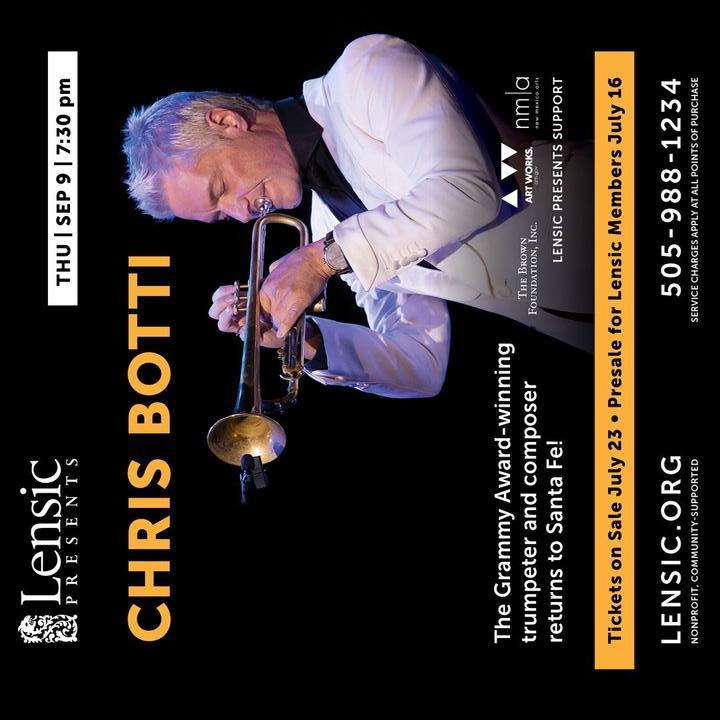 Lensic
PRESENTS
THU | SEP 9 | 7:30 pm
CHRIS BOTTI
The Grammy Award-winning
trumpeter and composer
returns to Santa Fe!
THE BROWN
FOUNDATION, INC.
ART WORKS.
arts.gov
nm|a
new mexico arts
LENSIC PRESENTS SUPPORT
Tickets on Sale July 23 • Presale for Lensic Members July 16
LENSIC.ORG
NONPROFIT, COMMUNITY-SUPPORTED
505-988-1234
SERVICE CHARGES APPLY AT ALL POINTS OF PURCHASE